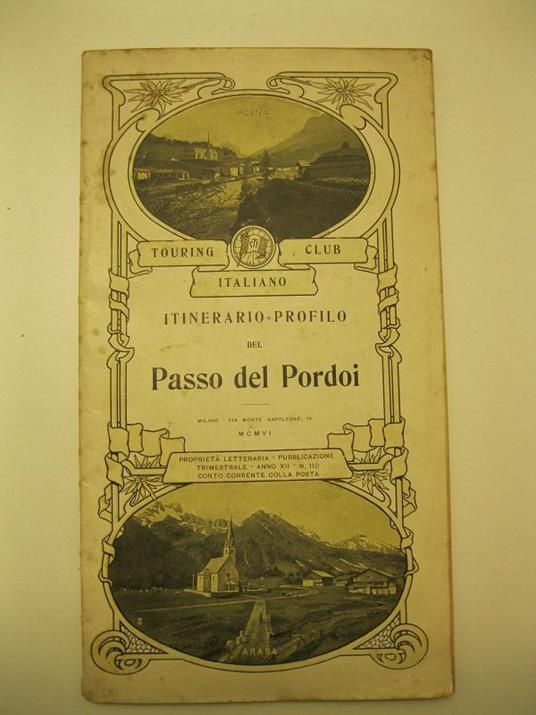 MOENA
TOURING CLUB
ITALIANO
ITINERARIO-PROFILO
DEL
Passo del Pordoi
MILANO - VIA MONTE NAPOLEONE, 14
MCMVI
PROPRIETÀ LETTERARIA - PUBBLICAZIONE
TRIMESTRALE - ANNO XII - N. 110
CONTO CORRENTE COLLA POSTA
ARABA